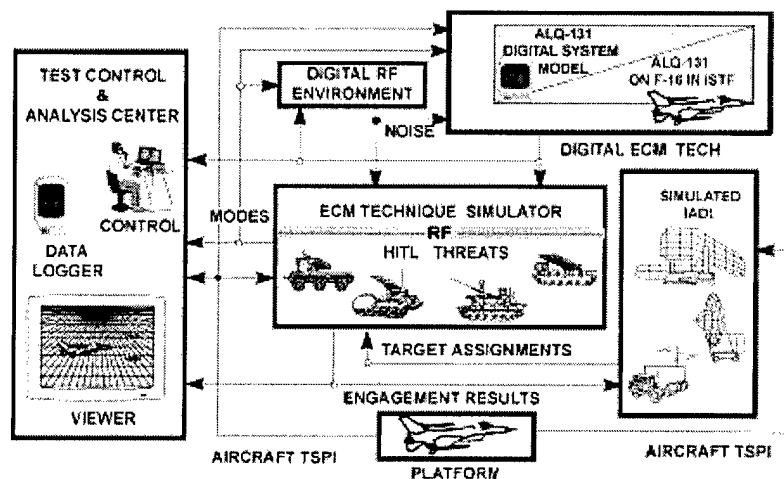 TEST CONTROL
&
ANALYSIS CENTER
CONTROL
DATA
LOGGER
VIEWER
MODES
DIGITAL RF
ENVIRONMENT
NOISE
ALQ-131
DIGITAL SYSTEM
MODEL
ALQ-131
ON F-16 IN ISTF
DIGITAL ECM TECH
ECM TECHNIQUE SIMULATOR
RF
HITL THREATS
SIMULATED
IADI
TARGET ASSIGNMENTS
ENGAGEMENT RESULTS
AIRCRAFT TSPI
PLATFORM
AIRCRAFT TSPI